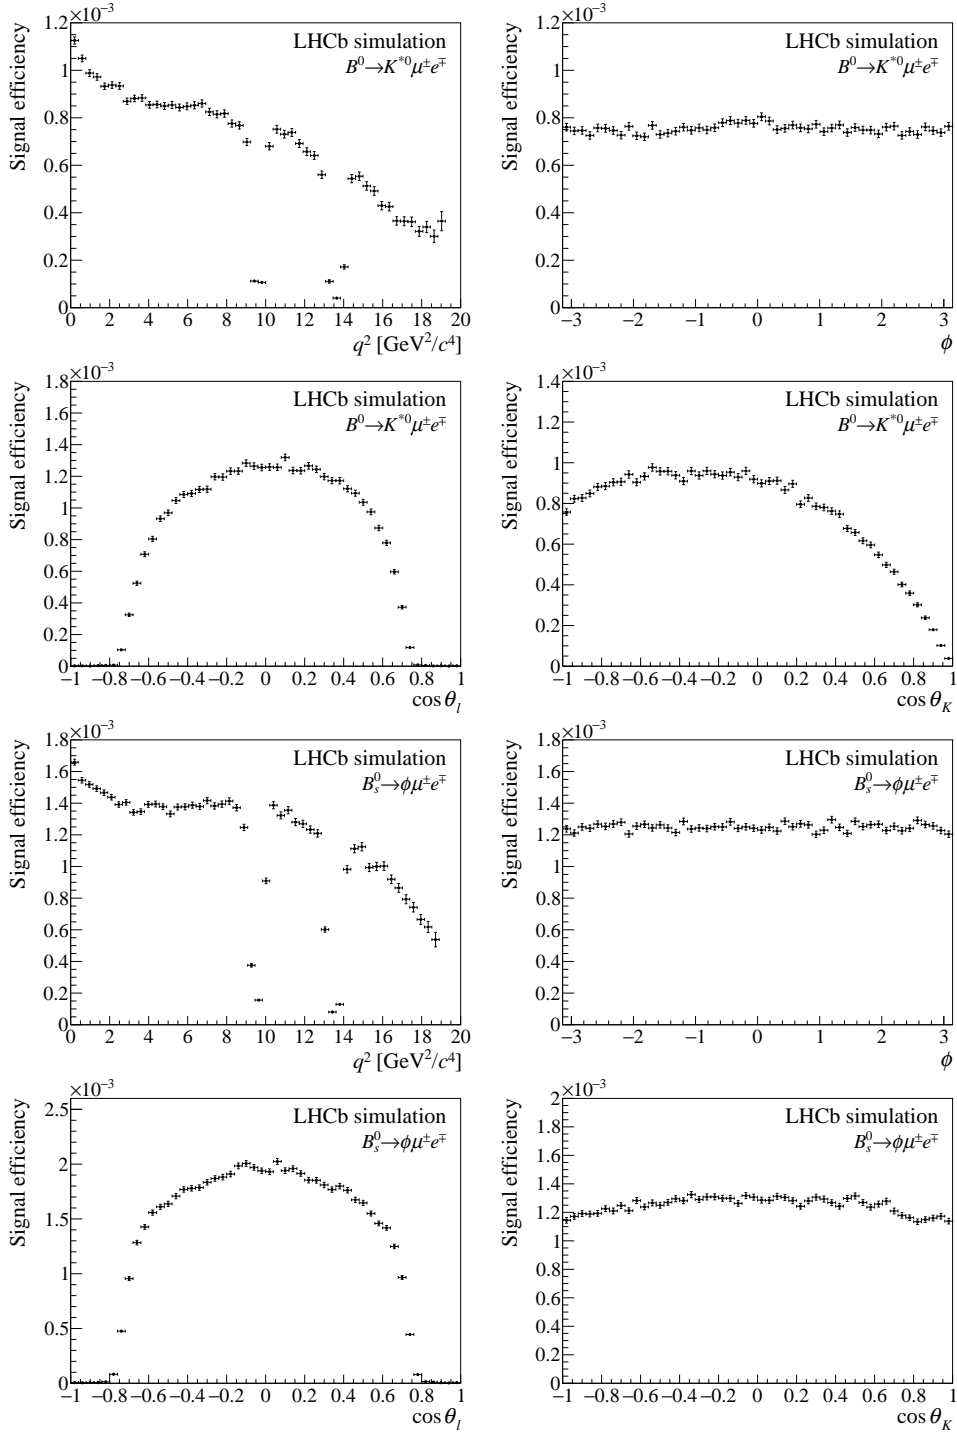 ×10⁻³
LHCb simulation
B⁰→K*⁰μ±e∓
Signal efficiency
1.2
1
0.8
0.6
0.4
0.2
0
0 2 4 6 8 10 12 14 16 18 20
q² [GeV²/c⁴]
×10⁻³
LHCb simulation
B⁰→K*⁰μ±e∓
Signal efficiency
1.2
1
0.8
0.6
0.4
0.2
0
−3 −2 −1 0 1 2 3
ϕ
×10⁻³
LHCb simulation
B⁰→K*⁰μ±e∓
Signal efficiency
1.8
1.6
1.4
1.2
1
0.8
0.6
0.4
0.2
0
−1 −0.8 −0.6 −0.4 −0.2 0 0.2 0.4 0.6 0.8 1
cos θ_l
×10⁻³
LHCb simulation
B⁰→K*⁰μ±e∓
Signal efficiency
1.4
1.2
1
0.8
0.6
0.4
0.2
0
−1 −0.8 −0.6 −0.4 −0.2 0 0.2 0.4 0.6 0.8 1
cos θ_K
×10⁻³
LHCb simulation
B_s⁰→ϕμ±e∓
Signal efficiency
1.8
1.6
1.4
1.2
1
0.8
0.6
0.4
0.2
0
0 2 4 6 8 10 12 14 16 18 20
q² [GeV²/c⁴]
×10⁻³
LHCb simulation
B_s⁰→ϕμ±e∓
Signal efficiency
1.8
1.6
1.4
1.2
1
0.8
0.6
0.4
0.2
0
−3 −2 −1 0 1 2 3
ϕ
×10⁻³
LHCb simulation
B_s⁰→ϕμ±e∓
Signal efficiency
2.5
2
1.5
1
0.5
0
−1 −0.8 −0.6 −0.4 −0.2 0 0.2 0.4 0.6 0.8 1
cos θ_l
×10⁻³
LHCb simulation
B_s⁰→ϕμ±e∓
Signal efficiency
2
1.8
1.6
1.4
1.2
1
0.8
0.6
0.4
0.2
0
−1 −0.8 −0.6 −0.4 −0.2 0 0.2 0.4 0.6 0.8 1
cos θ_K